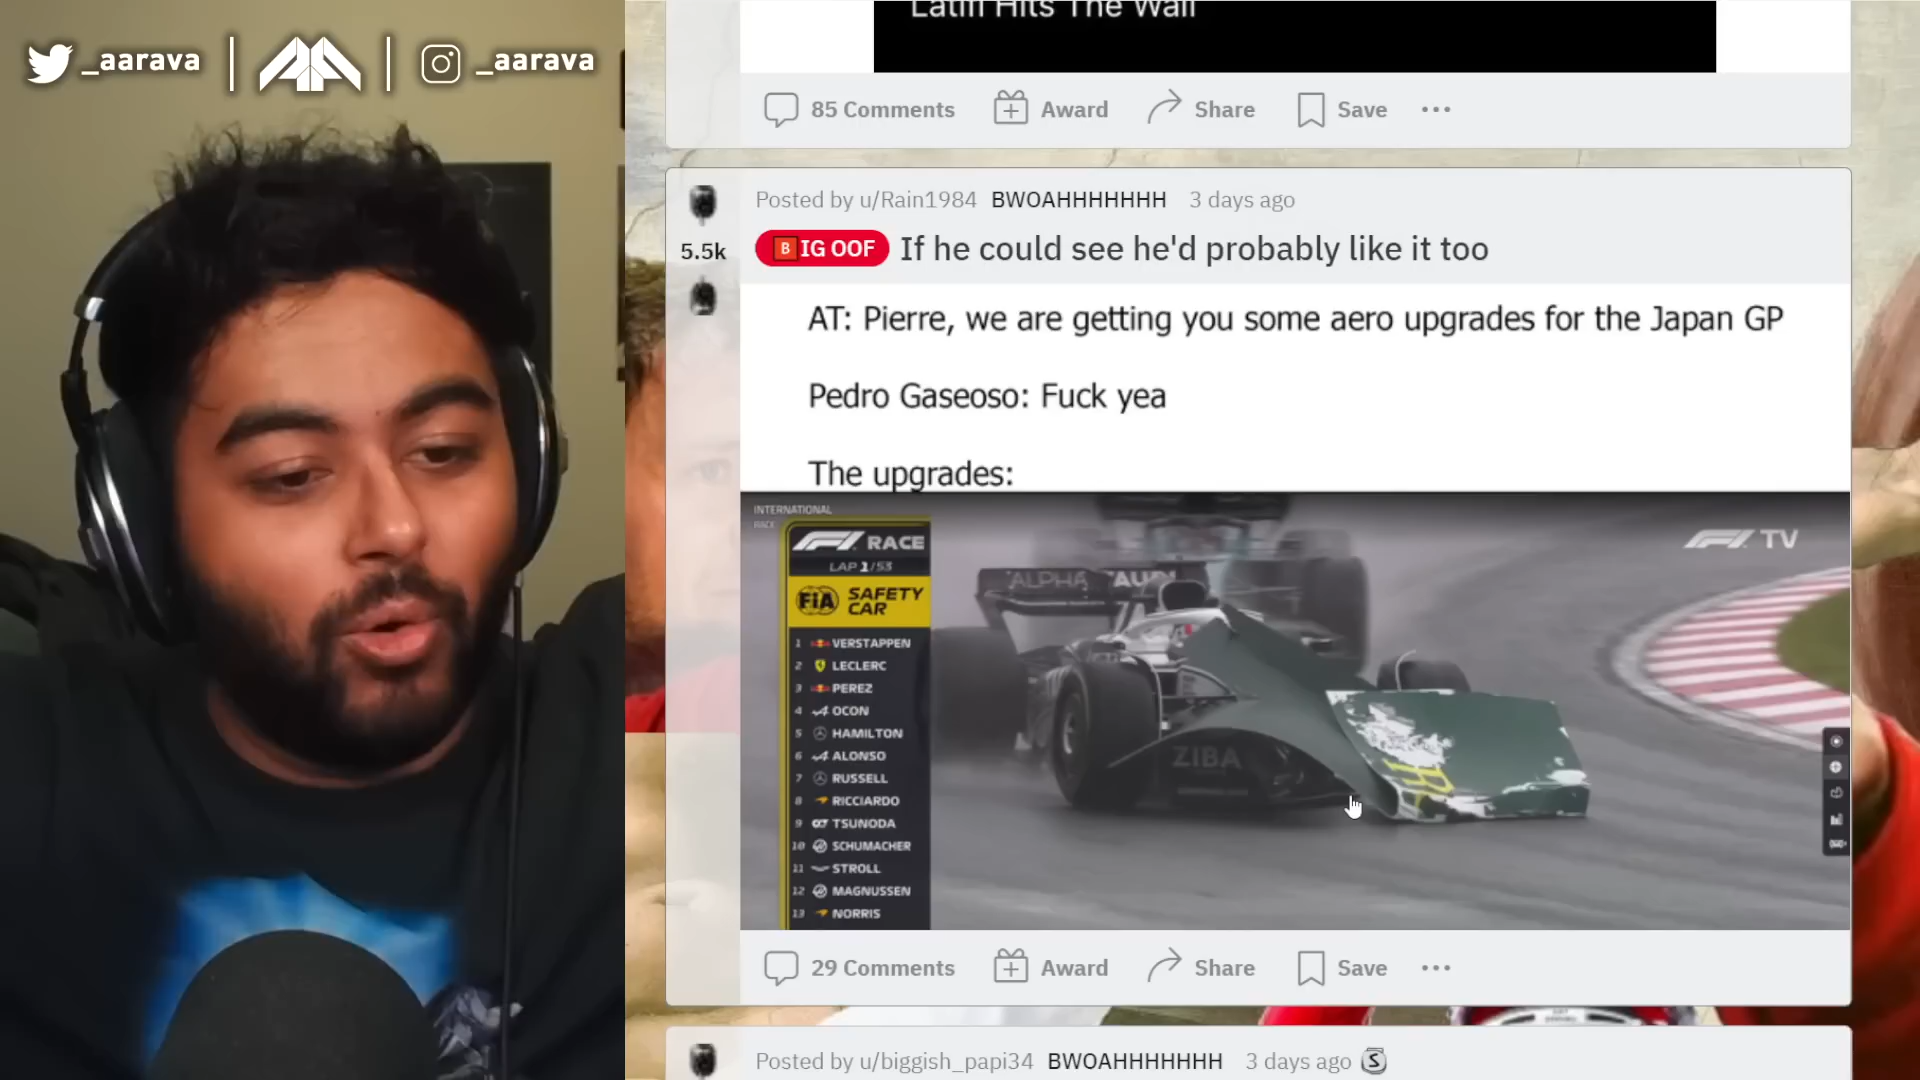 _aarava
_aarava
Latifi Hits The Wall
85 Comments
Award
Share
Save
Posted by u/Rain1984 BWOAHHHHHHH 3 days ago
5.5k
BIG OOF If he could see he'd probably like it too
AT: Pierre, we are getting you some aero upgrades for the Japan GP
Pedro Gaseoso: Fuck yea
The upgrades:
INTERNATIONAL
RACE
F1 RACE
LAP 1/53
FIA SAFETY
CAR
1 VERSTAPPEN
2 LECLERC
3 PEREZ
4 OCON
5 HAMILTON
6 ALONSO
7 RUSSELL
8 RICCIARDO
9 TSUNODA
10 SCHUMACHER
11 STROLL
12 MAGNUSSEN
13 NORRIS
F1 TV
ALPHA TAURI
ZIBA
29 Comments
Award
Share
Save
Posted by u/biggish_papi34 BWOAHHHHHHH 3 days ago S